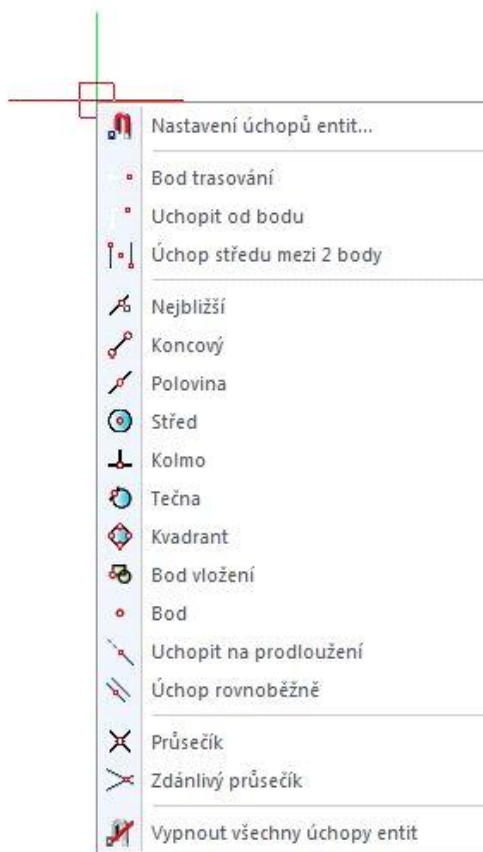 Nastavení úchopů entit...
Bod trasování
Uchopit od bodu
Úchop středu mezi 2 body
Nejbližší
Koncový
Polovina
Střed
Kolmo
Tečna
Kvadrant
Bod vložení
Bod
Uchopit na prodloužení
Úchop rovnoběžně
Průsečík
Zdánlivý průsečík
Vypnout všechny úchopy entit